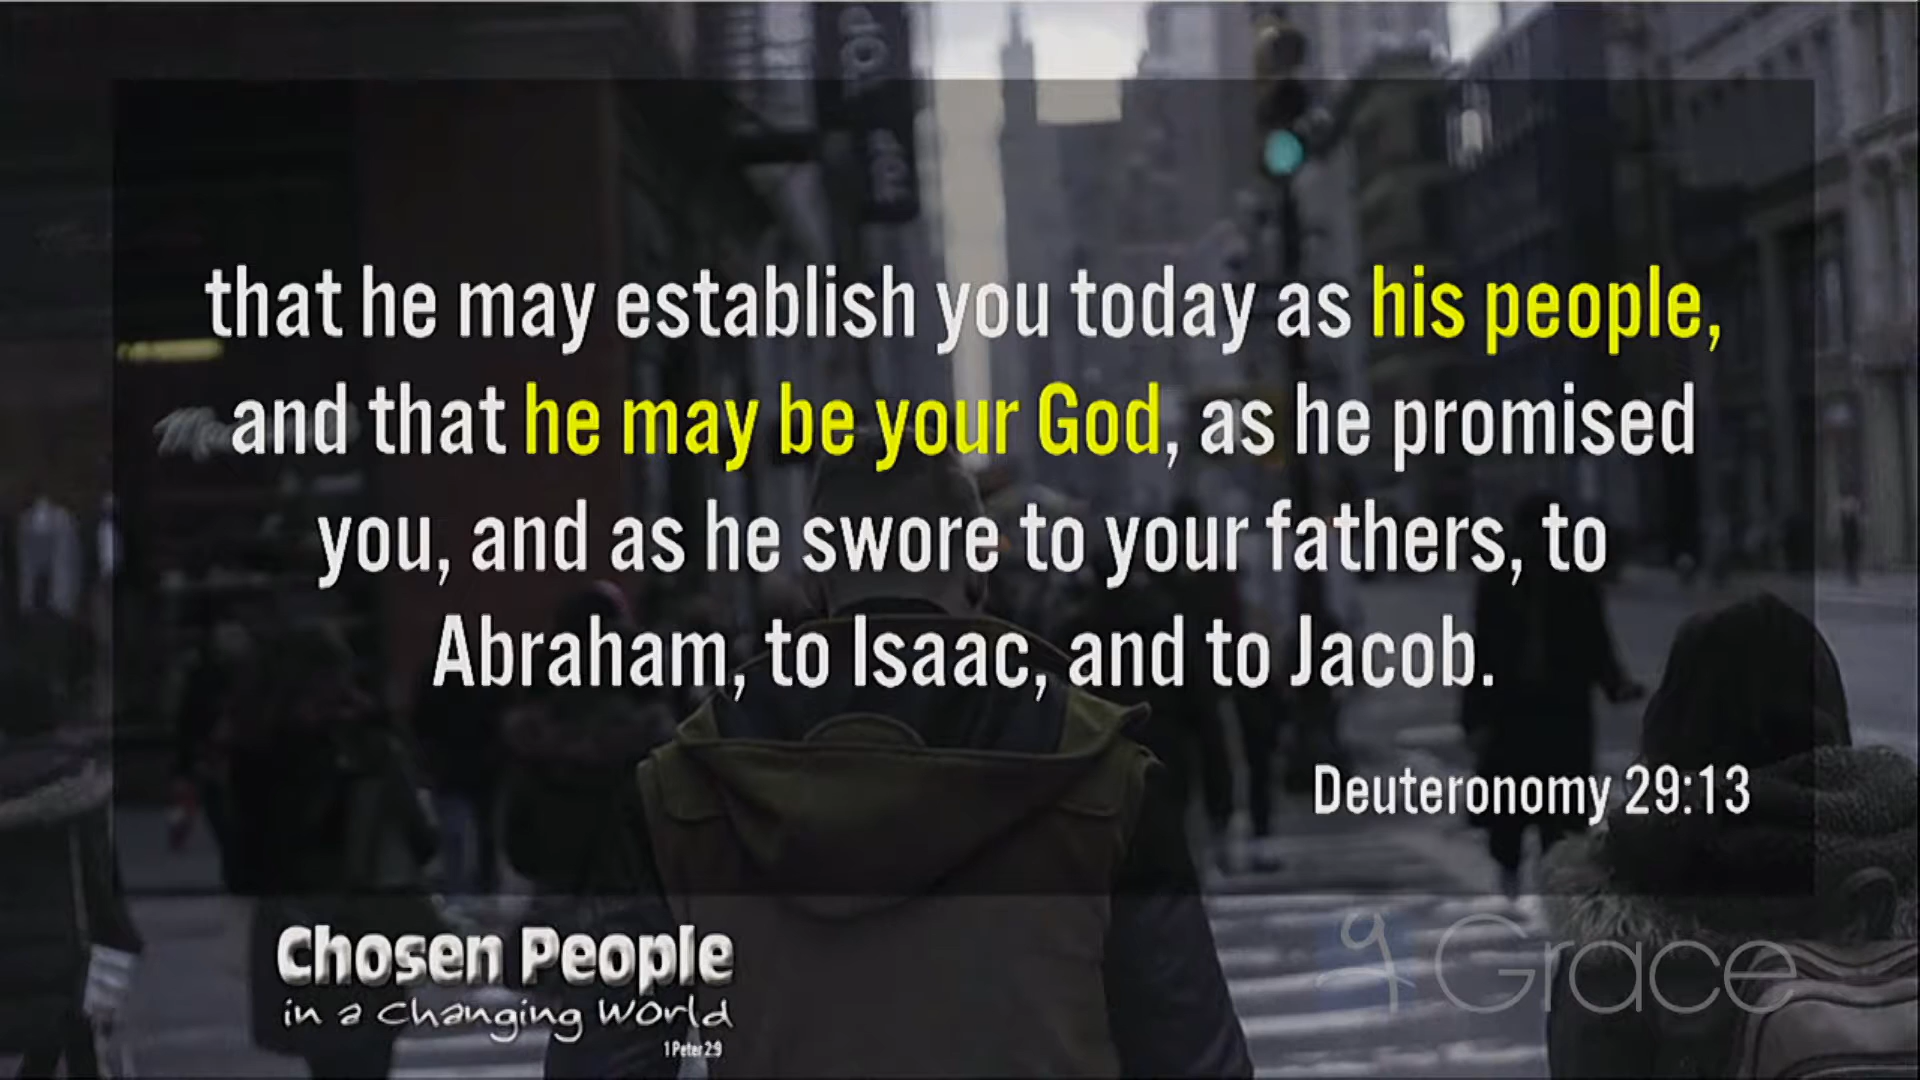 that he may establish you today as his people,
and that he may be your God, as he promised
you, and as he swore to your fathers, to
Abraham, to Isaac, and to Jacob.
Deuteronomy 29:13
Chosen People
in a changing world
1 Peter 2:9
Grace